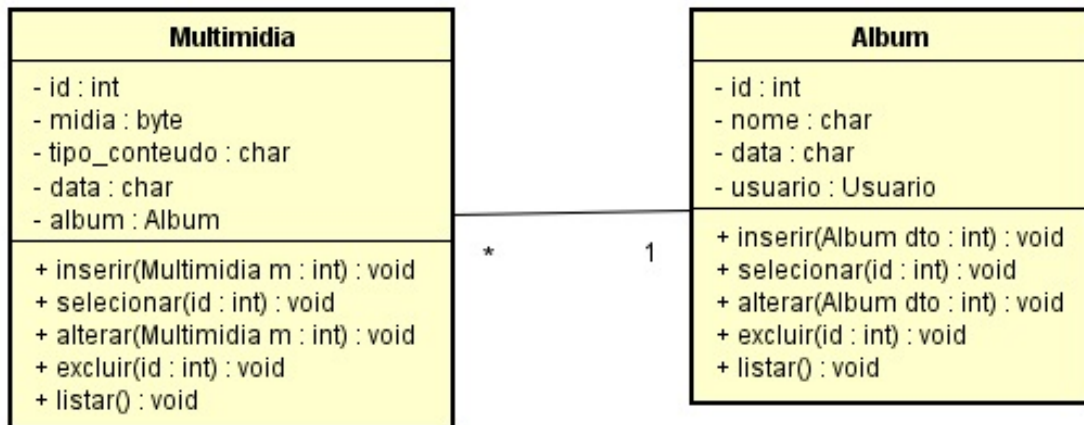 Multimidia
- id : int
- midia : byte
- tipo_conteudo : char
- data : char
- album : Album
+ inserir(Multimidia m : int) : void
+ selecionar(id : int) : void
+ alterar(Multimidia m : int) : void
+ excluir(id : int) : void
+ listar() : void
*
1
Album
- id : int
- nome : char
- data : char
- usuario : Usuario
+ inserir(Album dto : int) : void
+ selecionar(id : int) : void
+ alterar(Album dto : int) : void
+ excluir(id : int) : void
+ listar() : void